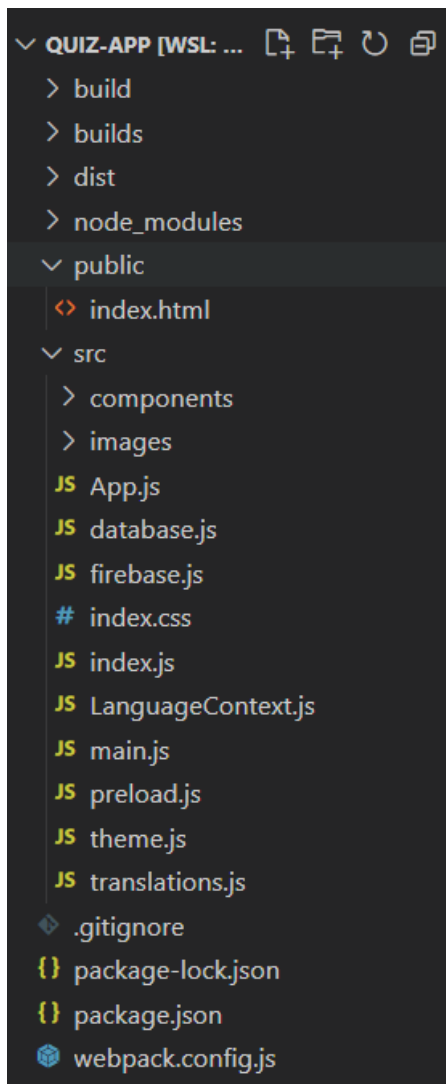 QUIZ-APP [WSL: ...
build
builds
dist
node_modules
public
<> index.html
src
components
images
JS App.js
JS database.js
JS firebase.js
# index.css
JS index.js
JS LanguageContext.js
JS main.js
JS preload.js
JS theme.js
JS translations.js
.gitignore
{} package-lock.json
{} package.json
webpack.config.js